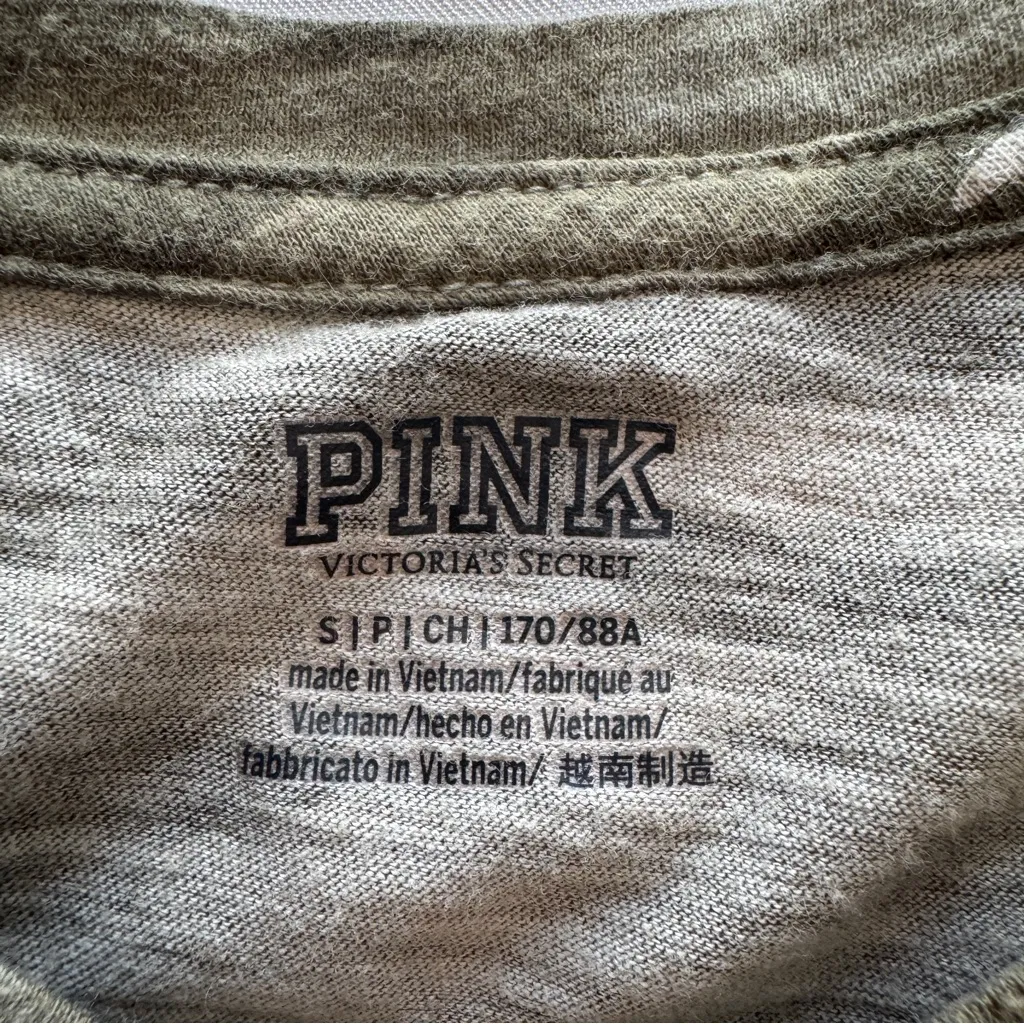 PINK
VICTORIA'S SECRET
S | P | CH | 170/88A
made in Vietnam/fabriqué au
Vietnam/hecho en Vietnam/
fabbricato in Vietnam/ 越南制造